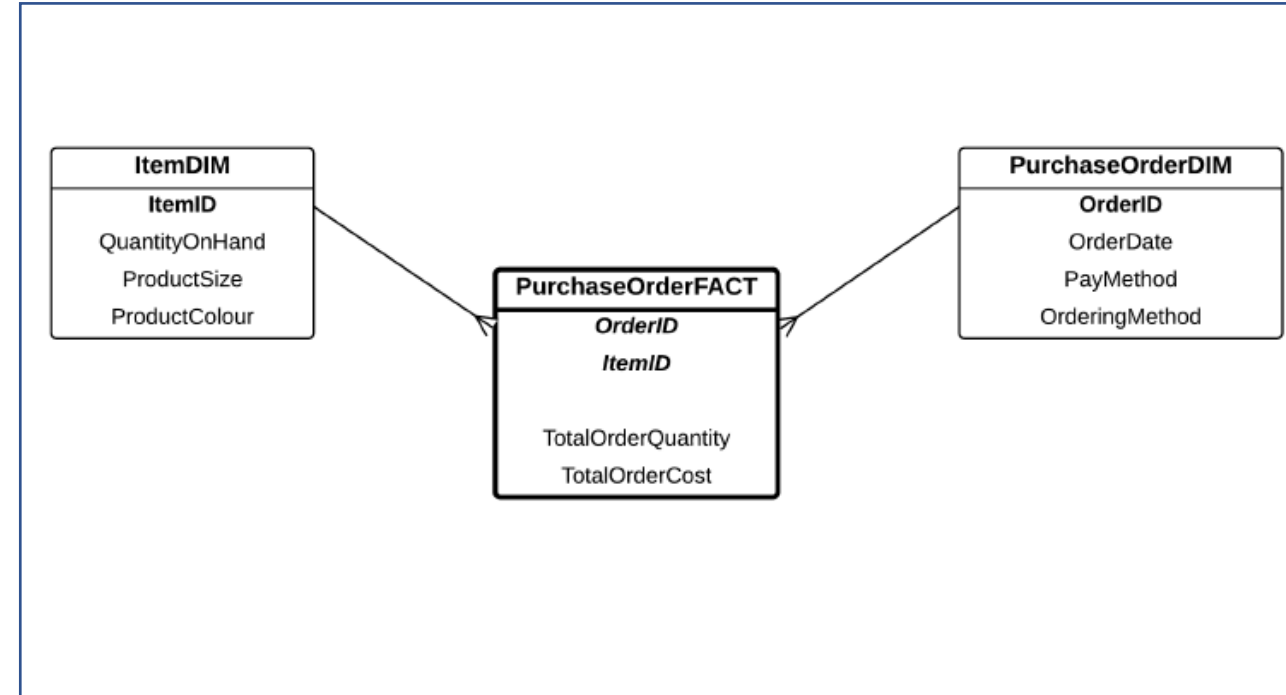 ItemDIM
ItemID
QuantityOnHand
ProductSize
ProductColour
PurchaseOrderFACT
OrderID
ItemID
TotalOrderQuantity
TotalOrderCost
PurchaseOrderDIM
OrderID
OrderDate
PayMethod
OrderingMethod